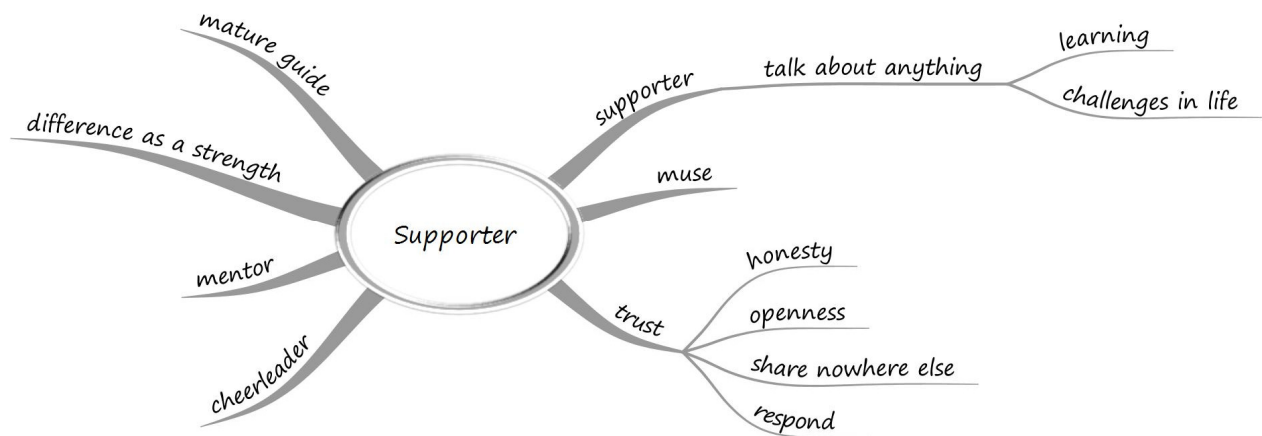 Supporter
supporter
talk about anything
learning
challenges in life
muse
trust
honesty
openness
share nowhere else
respond
cheerleader
mentor
difference as a strength
mature guide